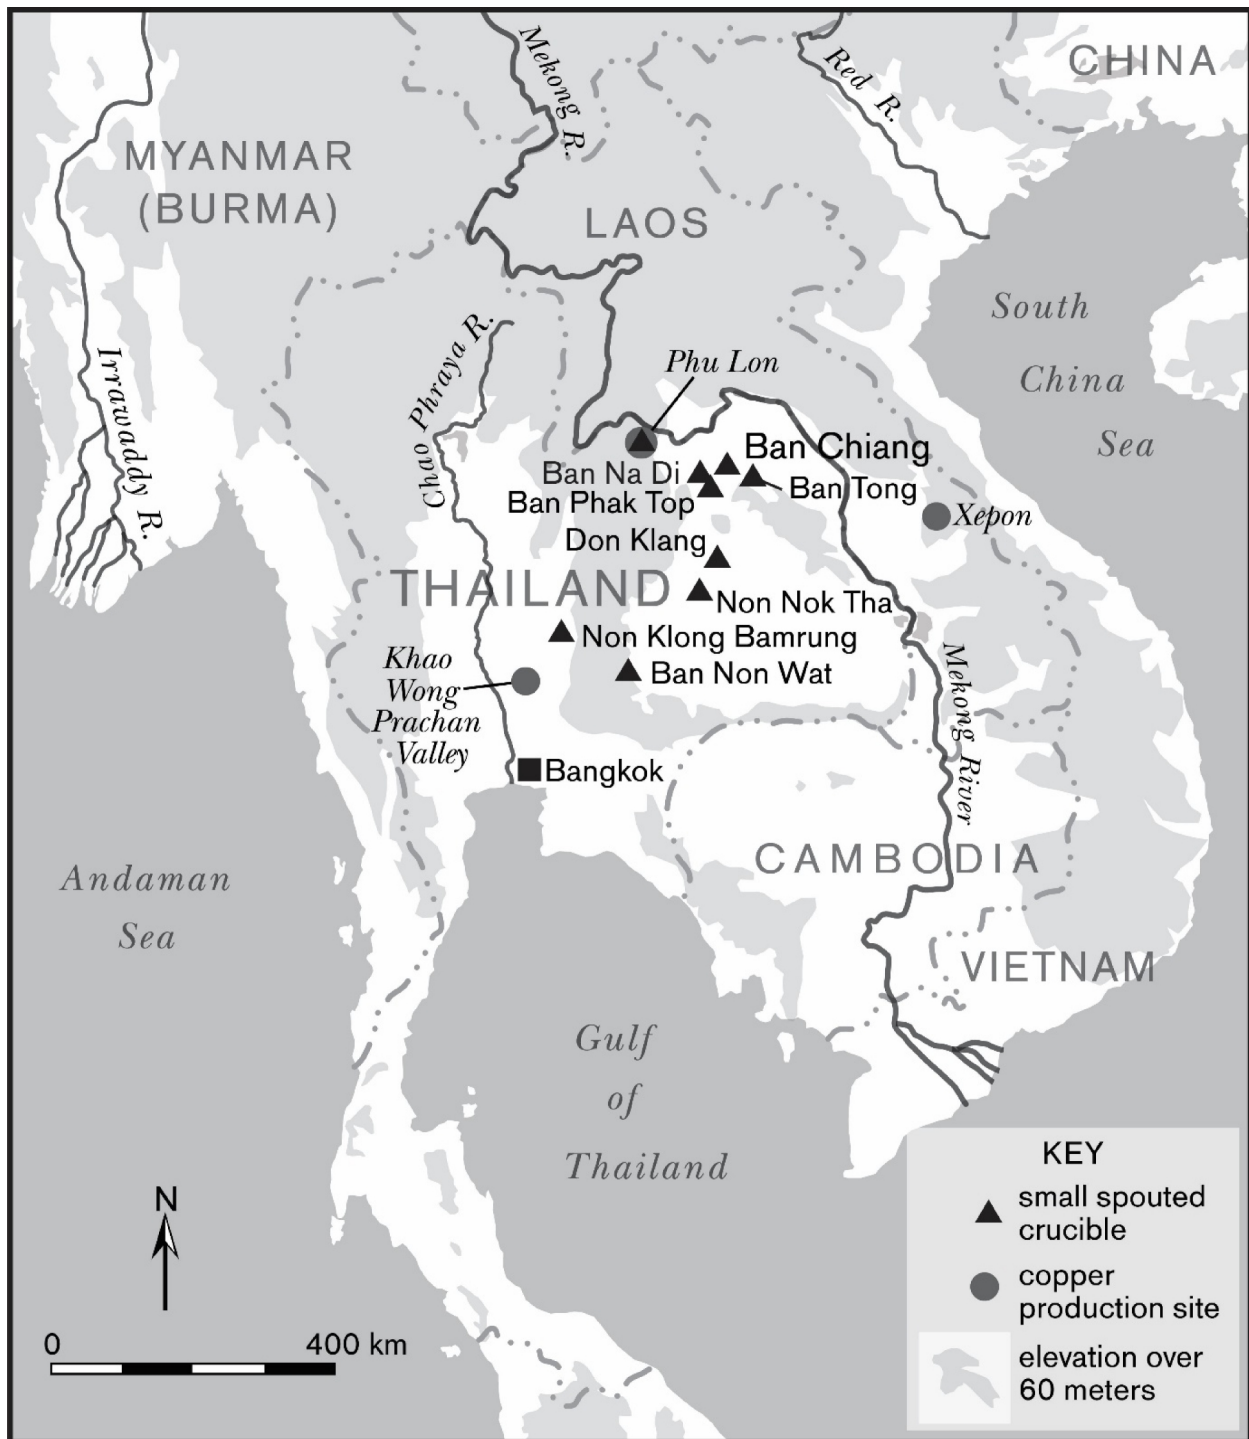 CHINA
Red R.
Mekong R.
MYANMAR
(BURMA)
LAOS
South
China
Sea
Irrawaddy R.
Chao Phraya R.
Phu Lon
Ban Chiang
Ban Na Di
Ban Tong
Ban Phak Top
Xepon
Don Klang
THAILAND
Non Nok Tha
Non Klong Bamrung
Khao
Wong
Prachan
Valley
Ban Non Wat
Mekong River
Bangkok
CAMBODIA
Andaman
Sea
VIETNAM
Gulf
of
Thailand
N
0 400 km
KEY
small spouted
crucible
copper
production site
elevation over
60 meters